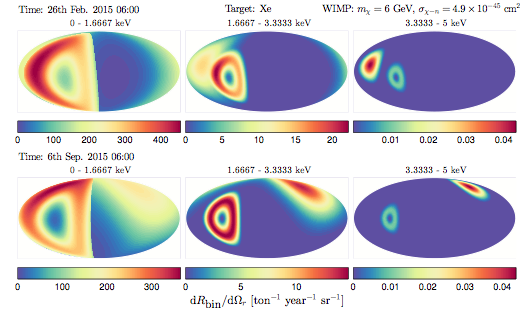 Time: 26th Feb. 2015 06:00 Target: Xe WIMP: mχ = 6 GeV, σχ−n = 4.9 × 10⁻⁴⁵ cm²
0 - 1.6667 keV 1.6667 - 3.3333 keV 3.3333 - 5 keV
0 100 200 300 400 0 5 10 15 20 0 0.01 0.02 0.03 0.04
Time: 6th Sep. 2015 06:00
0 - 1.6667 keV 1.6667 - 3.3333 keV 3.3333 - 5 keV
0 100 200 300 0 5 10 0 0.01 0.02 0.03 0.04
dR_bin/dΩ_r [ton⁻¹ year⁻¹ sr⁻¹]